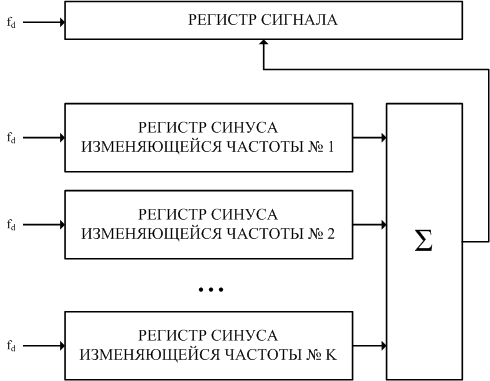 f_d
РЕГИСТР СИГНАЛА
f_d
РЕГИСТР СИНУСА
ИЗМЕНЯЮЩЕЙСЯ ЧАСТОТЫ № 1
f_d
РЕГИСТР СИНУСА
ИЗМЕНЯЮЩЕЙСЯ ЧАСТОТЫ № 2
Σ
...
f_d
РЕГИСТР СИНУСА
ИЗМЕНЯЮЩЕЙСЯ ЧАСТОТЫ № K